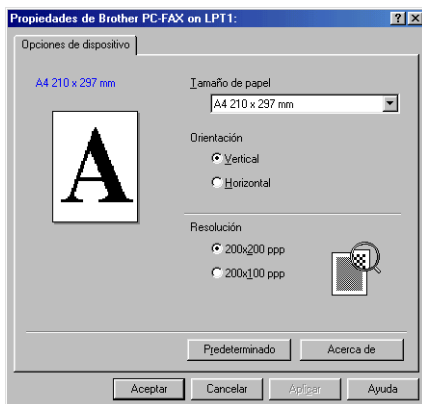 Propiedades de Brother PC-FAX on LPT1:
Opciones de dispositivo
A4 210 x 297 mm
Tamaño de papel
A4 210 x 297 mm
A
Orientación
Vertical
Horizontal
Resolución
200x200 ppp
200x100 ppp
Predeterminado
Acerca de
Aceptar
Cancelar
Aplicar
Ayuda